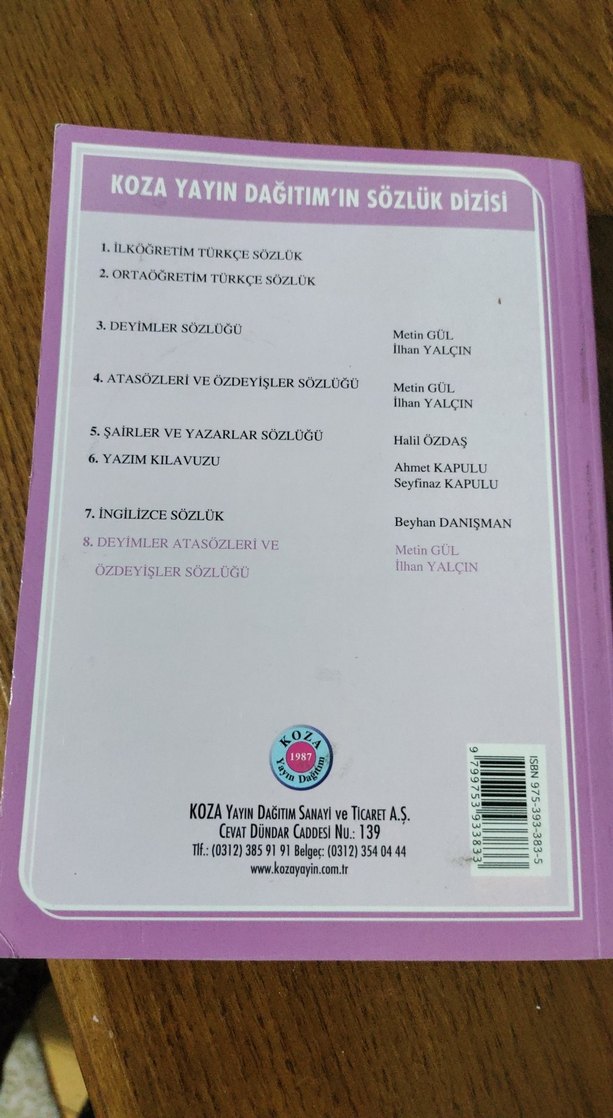 KOZA YAYIN DAĞITIM'IN SÖZLÜK DİZİSİ
1. İLKÖĞRETİM TÜRKÇE SÖZLÜK
2. ORTAÖĞRETİM TÜRKÇE SÖZLÜK
3. DEYİMLER SÖZLÜĞÜ Metin GÜL
İlhan YALÇIN
4. ATASÖZLERİ VE ÖZDEYİŞLER SÖZLÜĞÜ Metin GÜL
İlhan YALÇIN
5. ŞAİRLER VE YAZARLAR SÖZLÜĞÜ Halil ÖZDAŞ
6. YAZIM KILAVUZU Ahmet KAPULU
Seyfinaz KAPULU
7. İNGİLİZCE SÖZLÜK Beyhan DANIŞMAN
8. DEYİMLER ATASÖZLERİ VE Metin GÜL
ÖZDEYİŞLER SÖZLÜĞÜ İlhan YALÇIN
KOZA
1987
Yayın Dağıtım
KOZA YAYIN DAĞITIM SANAYİ VE TİCARET A.Ş.
CEVAT DÜNDAR CADDESİ NU.: 139
Tlf.: (0312) 385 91 91 Belgeç: (0312) 354 04 44
www.kozayayin.com.tr
ISBN 975-393-383-5
9 799753 933833